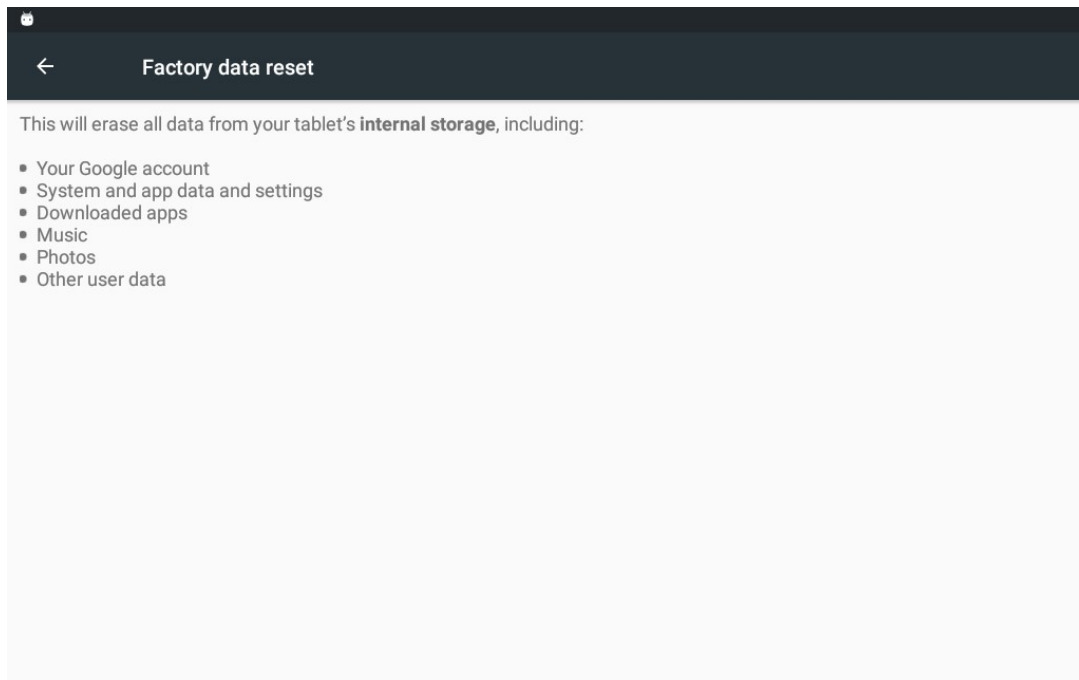 Factory data reset
This will erase all data from your tablet’s internal storage, including:
• Your Google account
• System and app data and settings
• Downloaded apps
• Music
• Photos
• Other user data